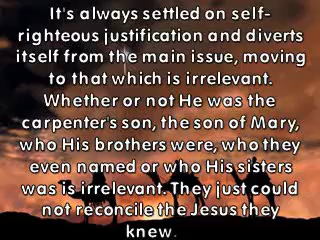 It's always settled on self-
righteous justification and diverts
itself from the main issue, moving
to that which is irrelevant.
Whether or not He was the
carpenter's son, the son of Mary,
who His brothers were, who they
even named or who His sisters
was is irrelevant. They just could
not reconcile the Jesus they
knew.